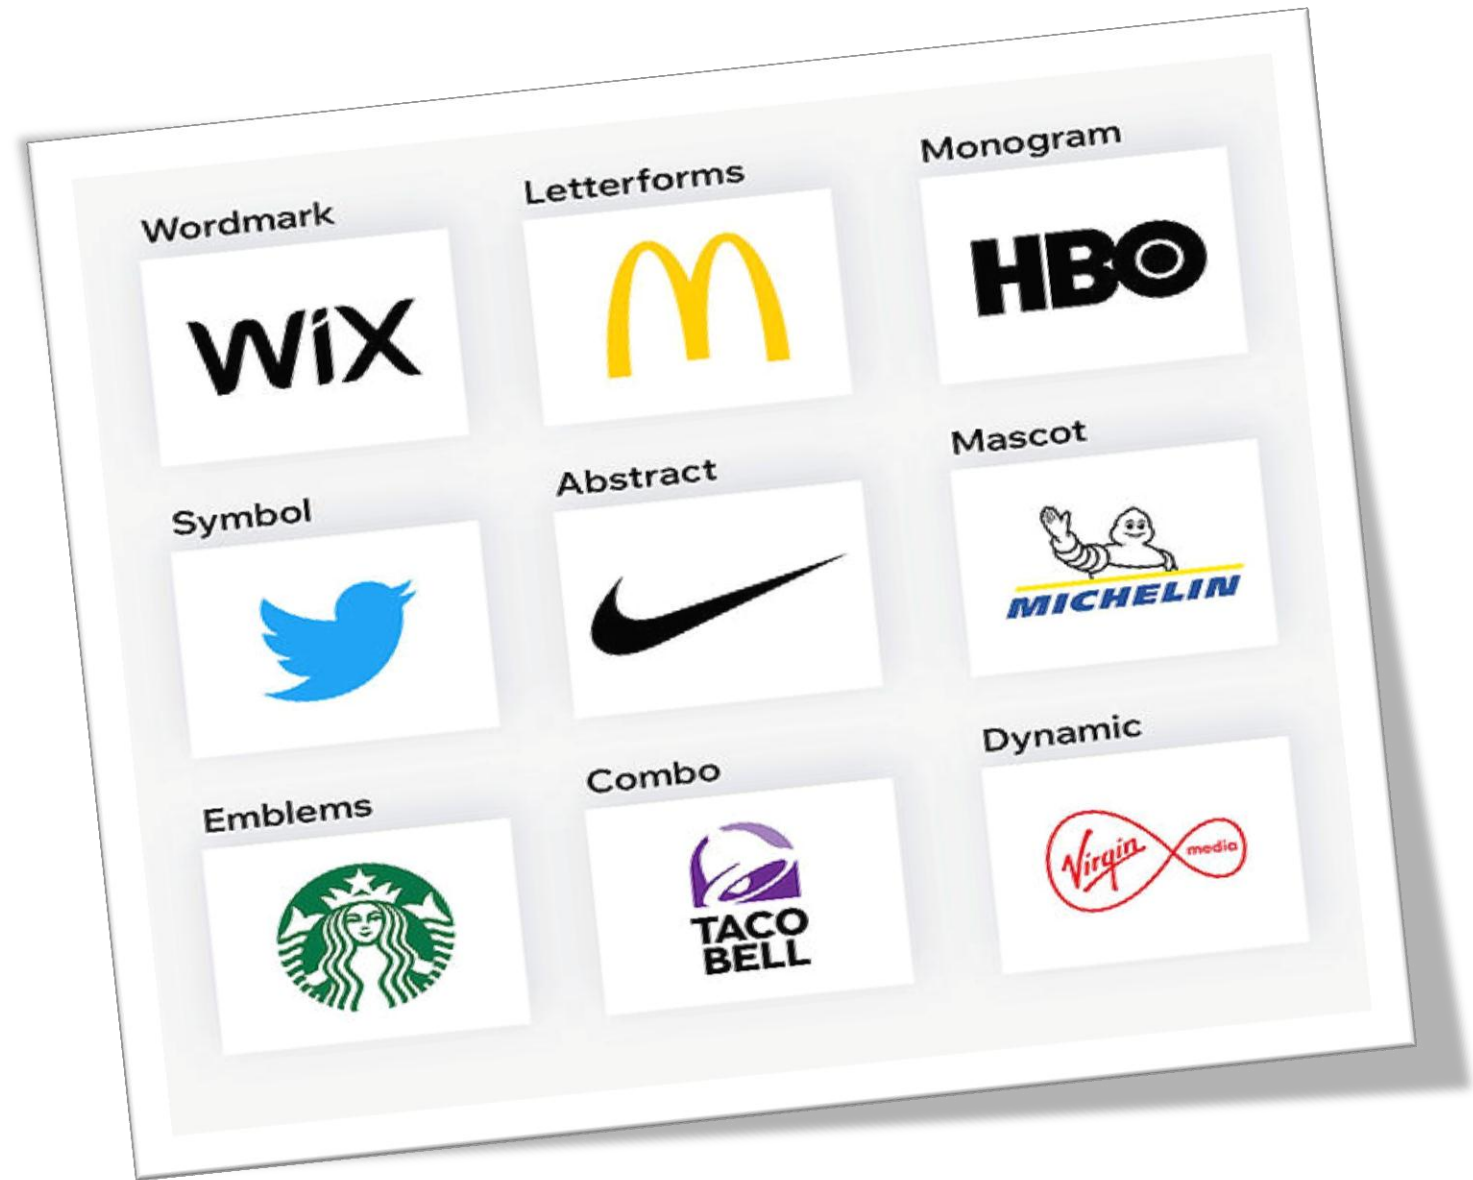 Wordmark
WiX
Letterforms
M
Monogram
HBO
Symbol
Abstract
Mascot
MICHELIN
Emblems
Combo
TACO
BELL
Dynamic
Virgin media